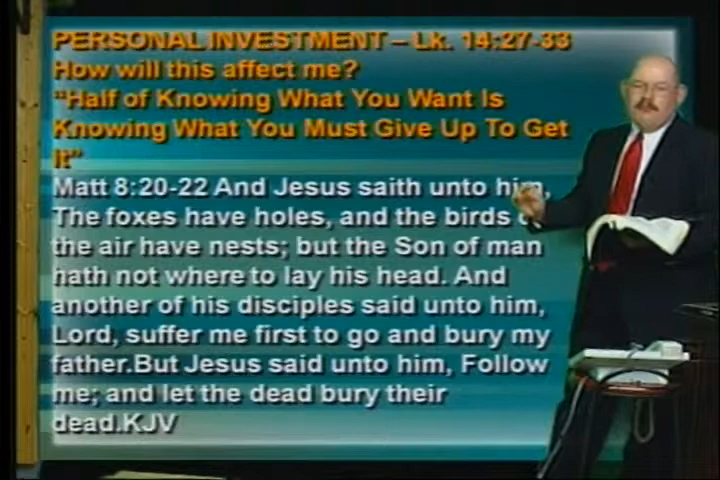 PERSONAL INVESTMENT – Lk. 14:27-33
How will this affect me?
“Half of Knowing What You Want Is
Knowing What You Must Give Up To Get
It”
Matt 8:20-22 And Jesus saith unto him,
The foxes have holes, and the birds
the air have nests; but the Son of man
hath not where to lay his head. And
another of his disciples said unto him,
Lord, suffer me first to go and bury my
father.But Jesus said unto him, Follow
me; and let the dead bury their
dead.KJV